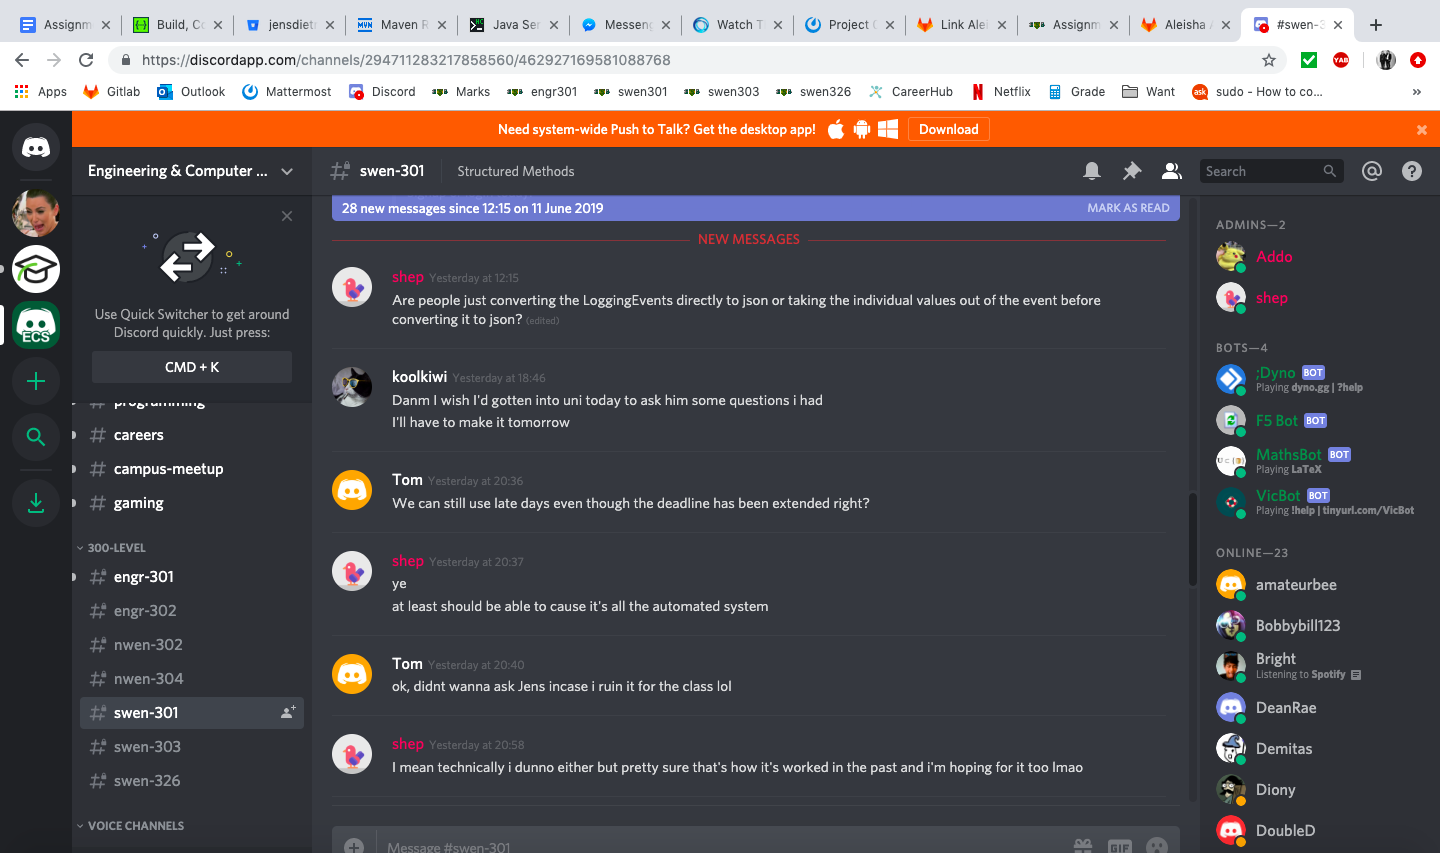 Assignm
Build, Co
jensdietr
Maven R
Java Ser
Messeng
Watch T
Project
Link Alei
Assignm
Aleisha
#swen-3
https://discordapp.com/channels/294711283217858560/462927169581088768
YAB
Apps
Gitlab
Outlook
Mattermost
Discord
Marks
engr301
swen301
swen303
swen326
CareerHub
Netflix
Grade
Want
ask
sudo - How to co...
»
Need system-wide Push to Talk? Get the desktop app!
Download
Engineering & Computer ...
swen-301
Structured Methods
Search
28 new messages since 12:15 on 11 June 2019
MARK AS READ
NEW MESSAGES
Use Quick Switcher to get around
Discord quickly. Just press:
CMD + K
ECS
programming
careers
campus-meetup
gaming
300-LEVEL
engr-301
engr-302
nwen-302
nwen-304
swen-301
swen-303
swen-326
VOICE CHANNELS
shep Yesterday at 12:15
Are people just converting the LoggingEvents directly to json or taking the individual values out of the event before
converting it to json? (edited)
koolkiwi Yesterday at 18:46
Danm I wish I'd gotten into uni today to ask him some questions i had
I'll have to make it tomorrow
Tom Yesterday at 20:36
We can still use late days even though the deadline has been extended right?
shep Yesterday at 20:37
ye
at least should be able to cause it's all the automated system
Tom Yesterday at 20:40
ok, didnt wanna ask Jens incase i ruin it for the class lol
shep Yesterday at 20:58
I mean technically i dunno either but pretty sure that's how it's worked in the past and i'm hoping for it too lmao
Message #swen-301
GIF
ADMINS—2
Addo
shep
BOTS—4
;Dyno BOT
Playing dyno.gg | ?help
F5 Bot BOT
MathsBot BOT
Playing LaTeX
VicBot BOT
Playing !help | tinyurl.com/VicBot
ONLINE—23
amateurbee
Bobbybill123
Bright
Listening to Spotify
DeanRae
Demitas
Diony
DoubleD